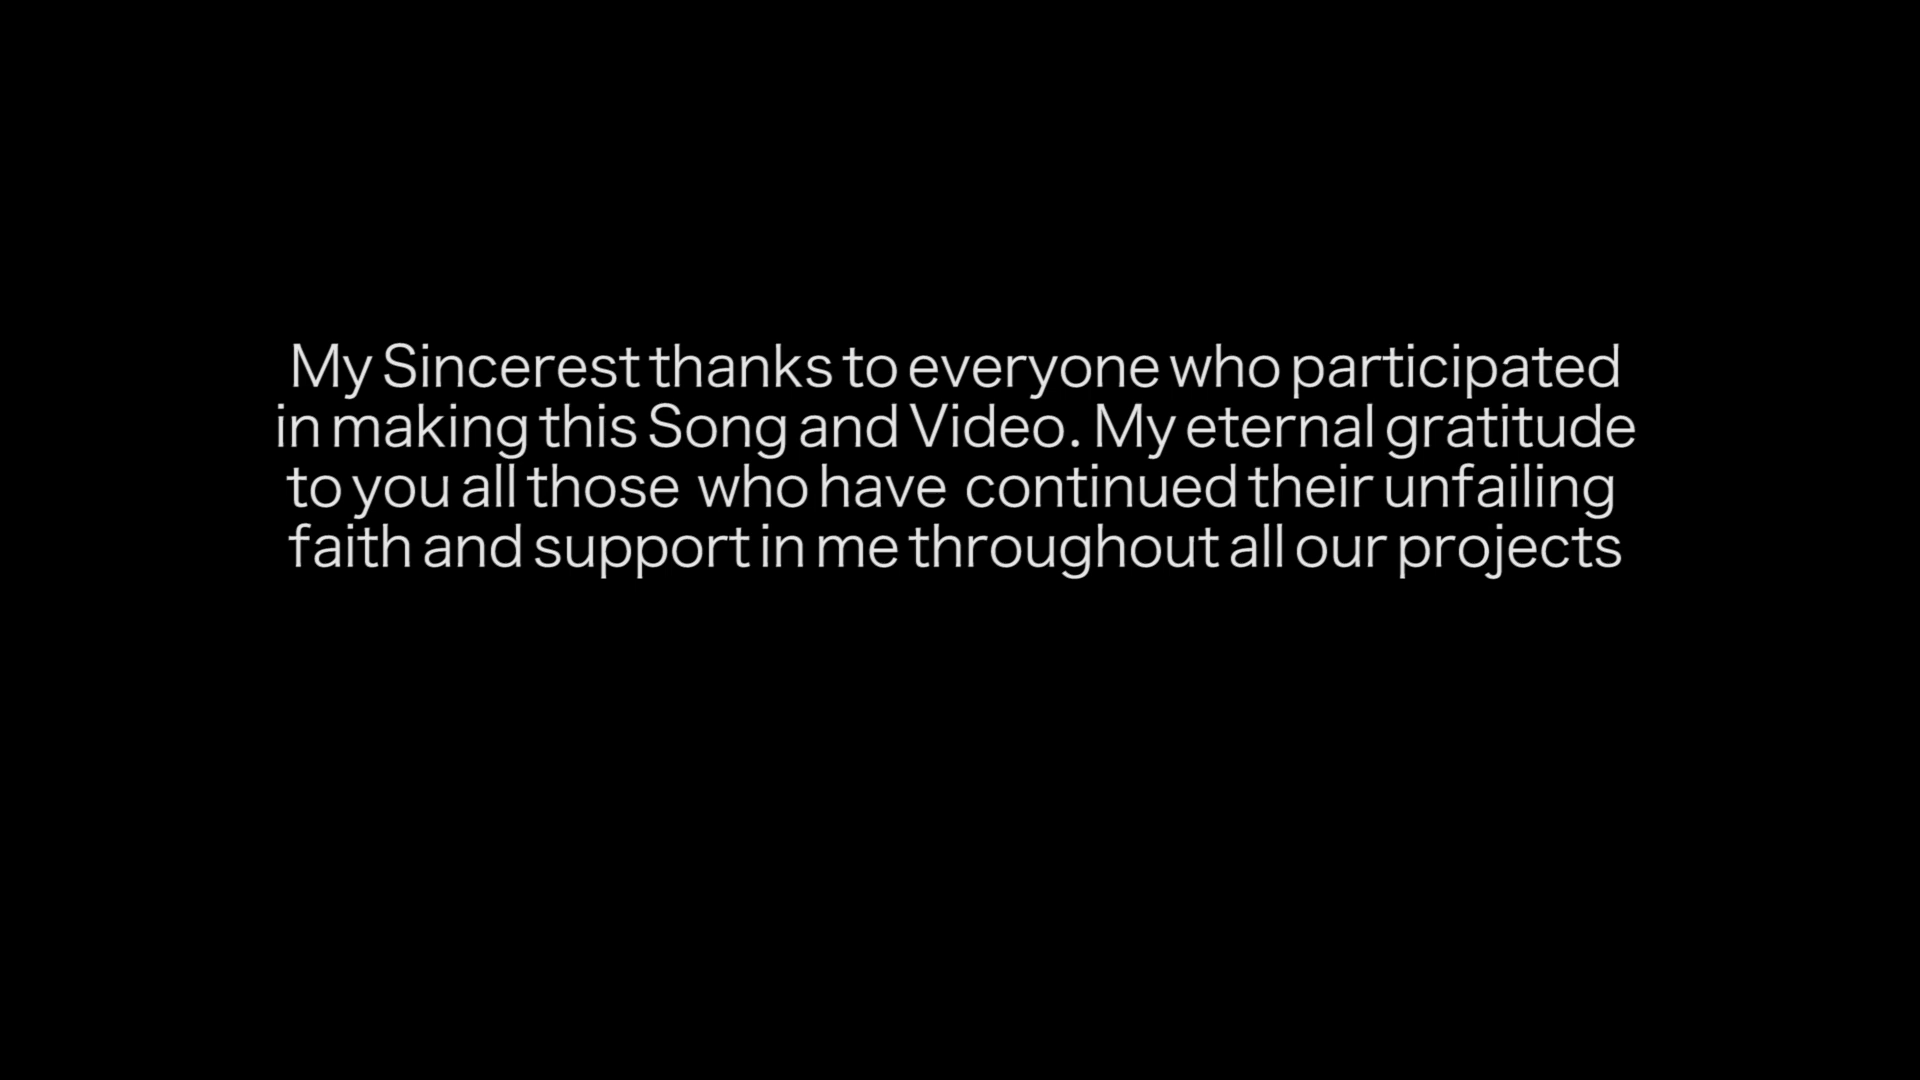 My Sincerest thanks to everyone who participated
in making this Song and Video. My eternal gratitude
to you all those who have continued their unfailing
faith and support in me throughout all our projects